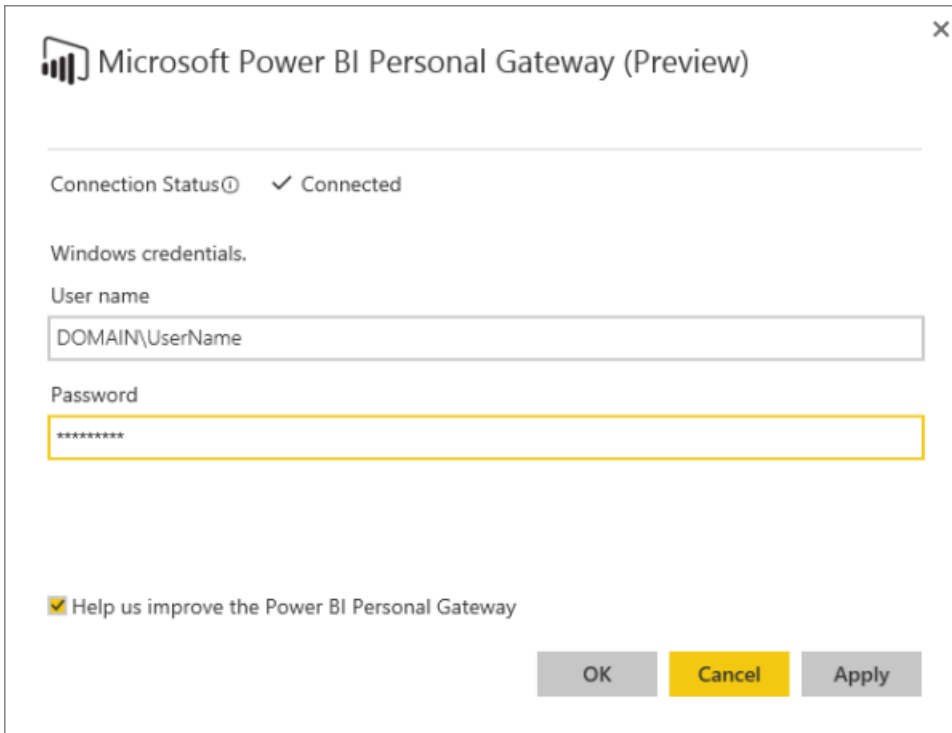 Microsoft Power BI Personal Gateway (Preview)
Connection Status Connected
Windows credentials.
User name
DOMAIN\UserName
Password
*********
Help us improve the Power BI Personal Gateway
OK Cancel Apply